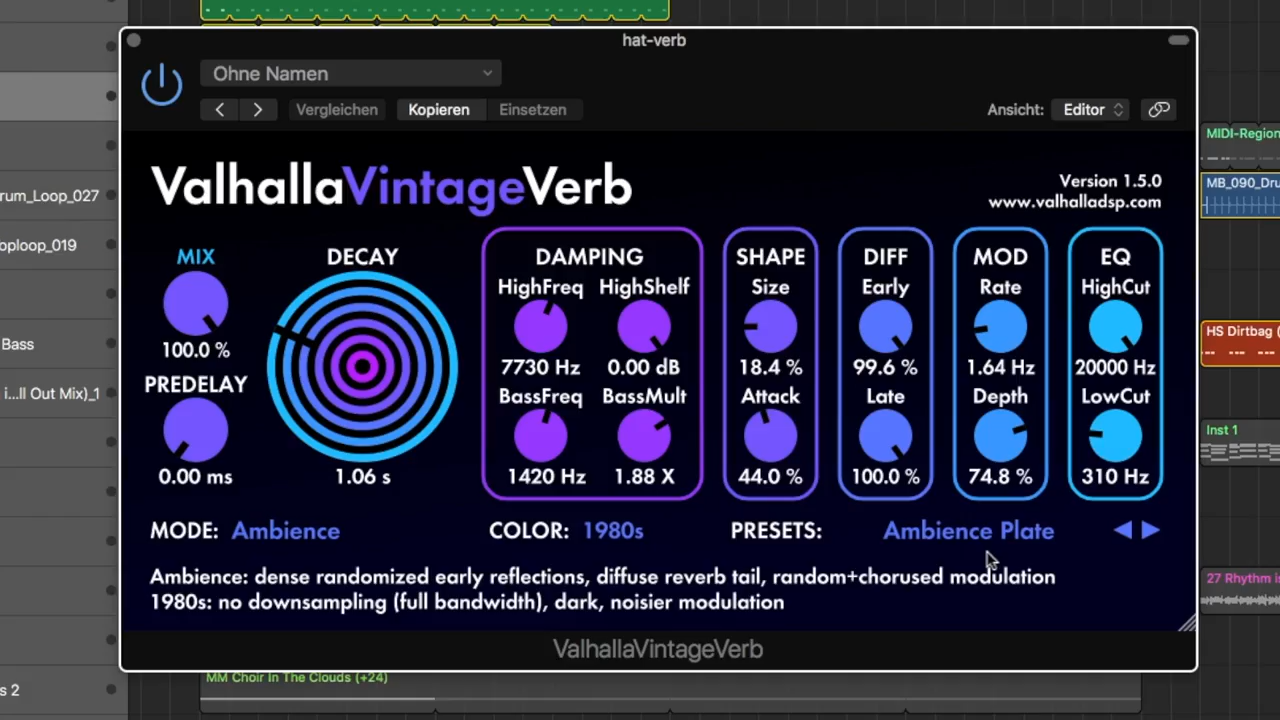 hat-verb
Ohne Namen
Vergleichen Kopieren Einsetzen
Ansicht: Editor
ValhallaVintageVerb
Version 1.5.0
www.valhalladsp.com
MIX
100.0 %
PREDELAY
0.00 ms
DECAY
1.06 s
DAMPING
HighFreq HighShelf
7730 Hz 0.00 dB
BassFreq BassMult
1420 Hz 1.88 X
SHAPE
Size
18.4 %
Attack
44.0 %
DIFF
Early
99.6 %
Late
100.0 %
MOD
Rate
1.64 Hz
Depth
74.8 %
EQ
HighCut
20000 Hz
LowCut
310 Hz
MODE: Ambience
COLOR: 1980s
PRESETS: Ambience Plate
Ambience: dense randomized early reflections, diffuse reverb tail, random+chorused modulation
1980s: no downsampling (full bandwidth), dark, noisier modulation
ValhallaVintageVerb
rum_Loop_027
oploop_019
Bass
i...ll Out Mix)_1
s 2
MIDI-Region
MB_090_Dru
HS Dirtbag (
Inst 1
27 Rhythm is
MM Choir In The Clouds (+24)